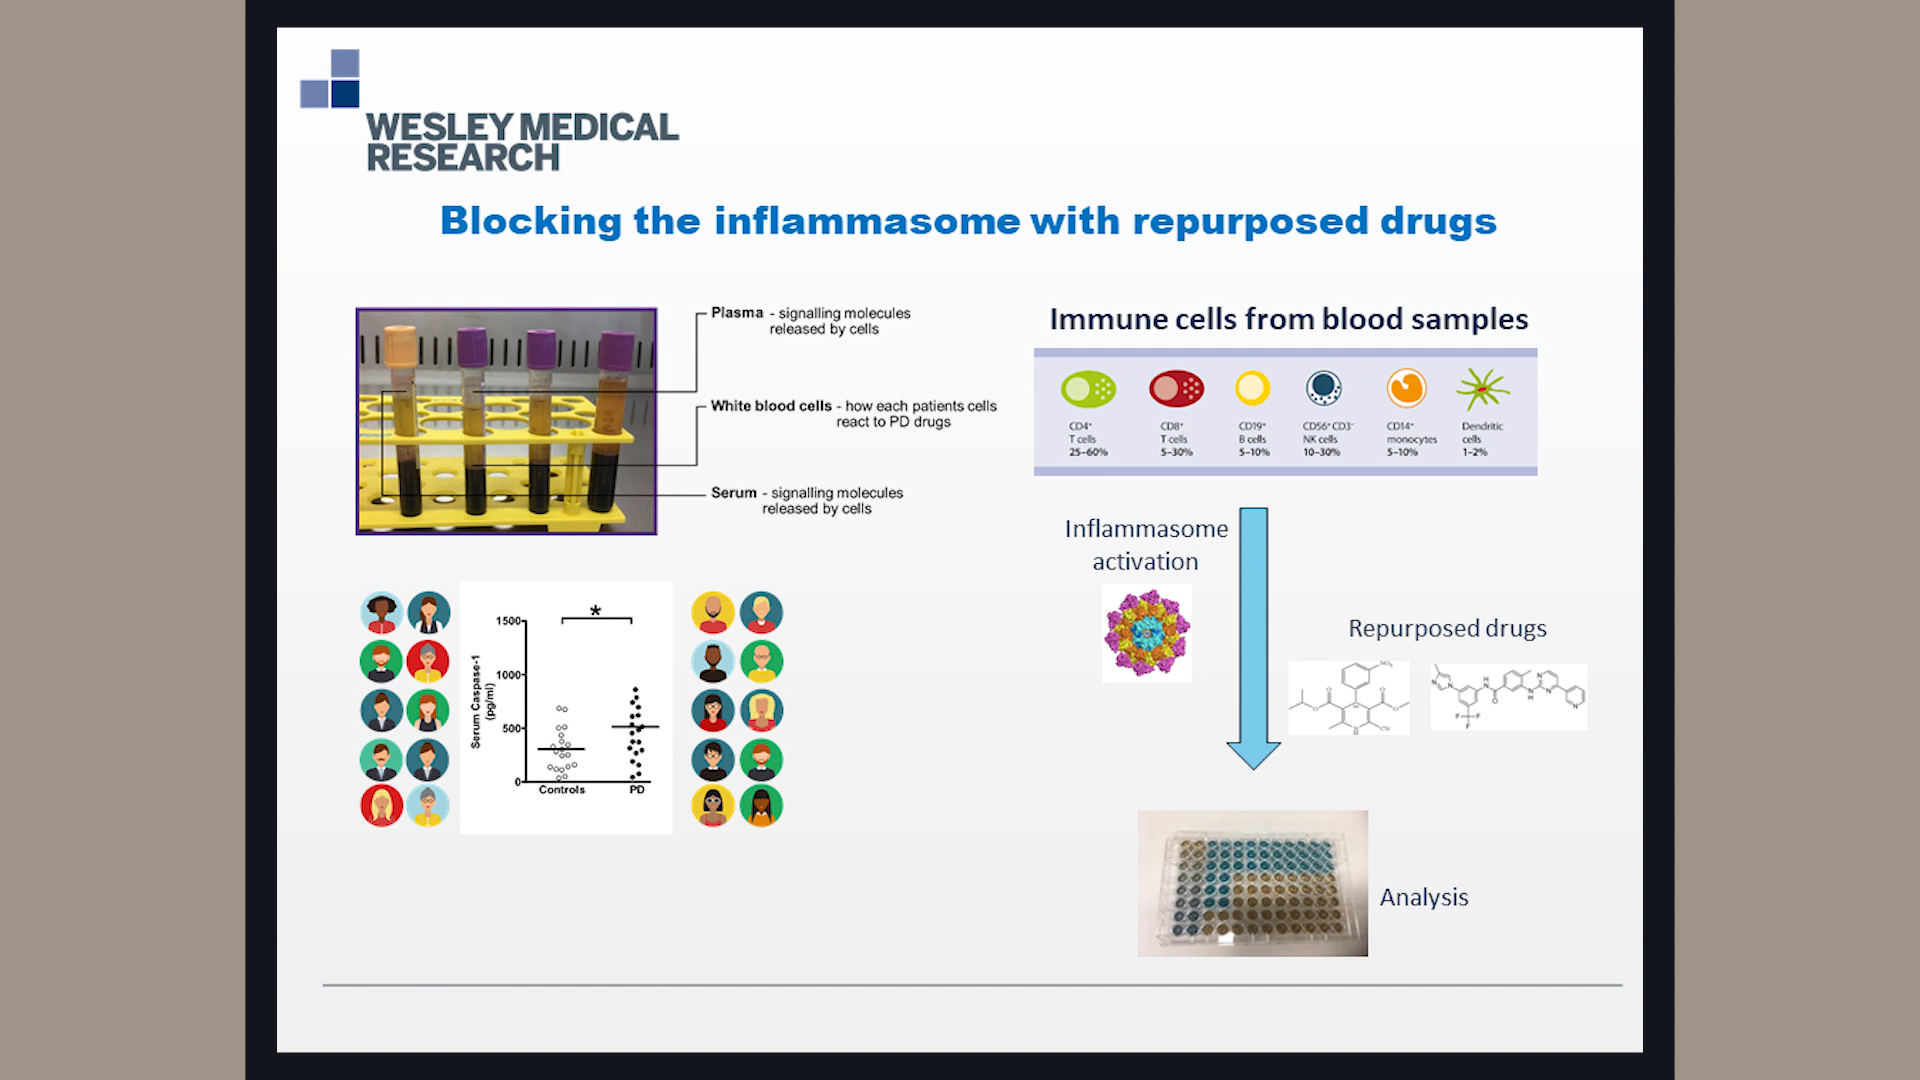 WESLEY MEDICAL
RESEARCH
Blocking the inflammasome with repurposed drugs
Plasma - signalling molecules
released by cells
White blood cells - how each patients cells
react to PD drugs
Serum - signalling molecules
released by cells
1500
1000
500
0
Serum Caspase-1
(pg/ml)
*
Controls
PD
Immune cells from blood samples
CD4⁺
T cells
25–60%
CD8⁺
T cells
5–30%
CD19⁺
B cells
5–10%
CD56⁺CD3⁻
NK cells
10–30%
CD14⁺
monocytes
5–10%
Dendritic
cells
1–2%
Inflammasome
activation
Repurposed drugs
Analysis